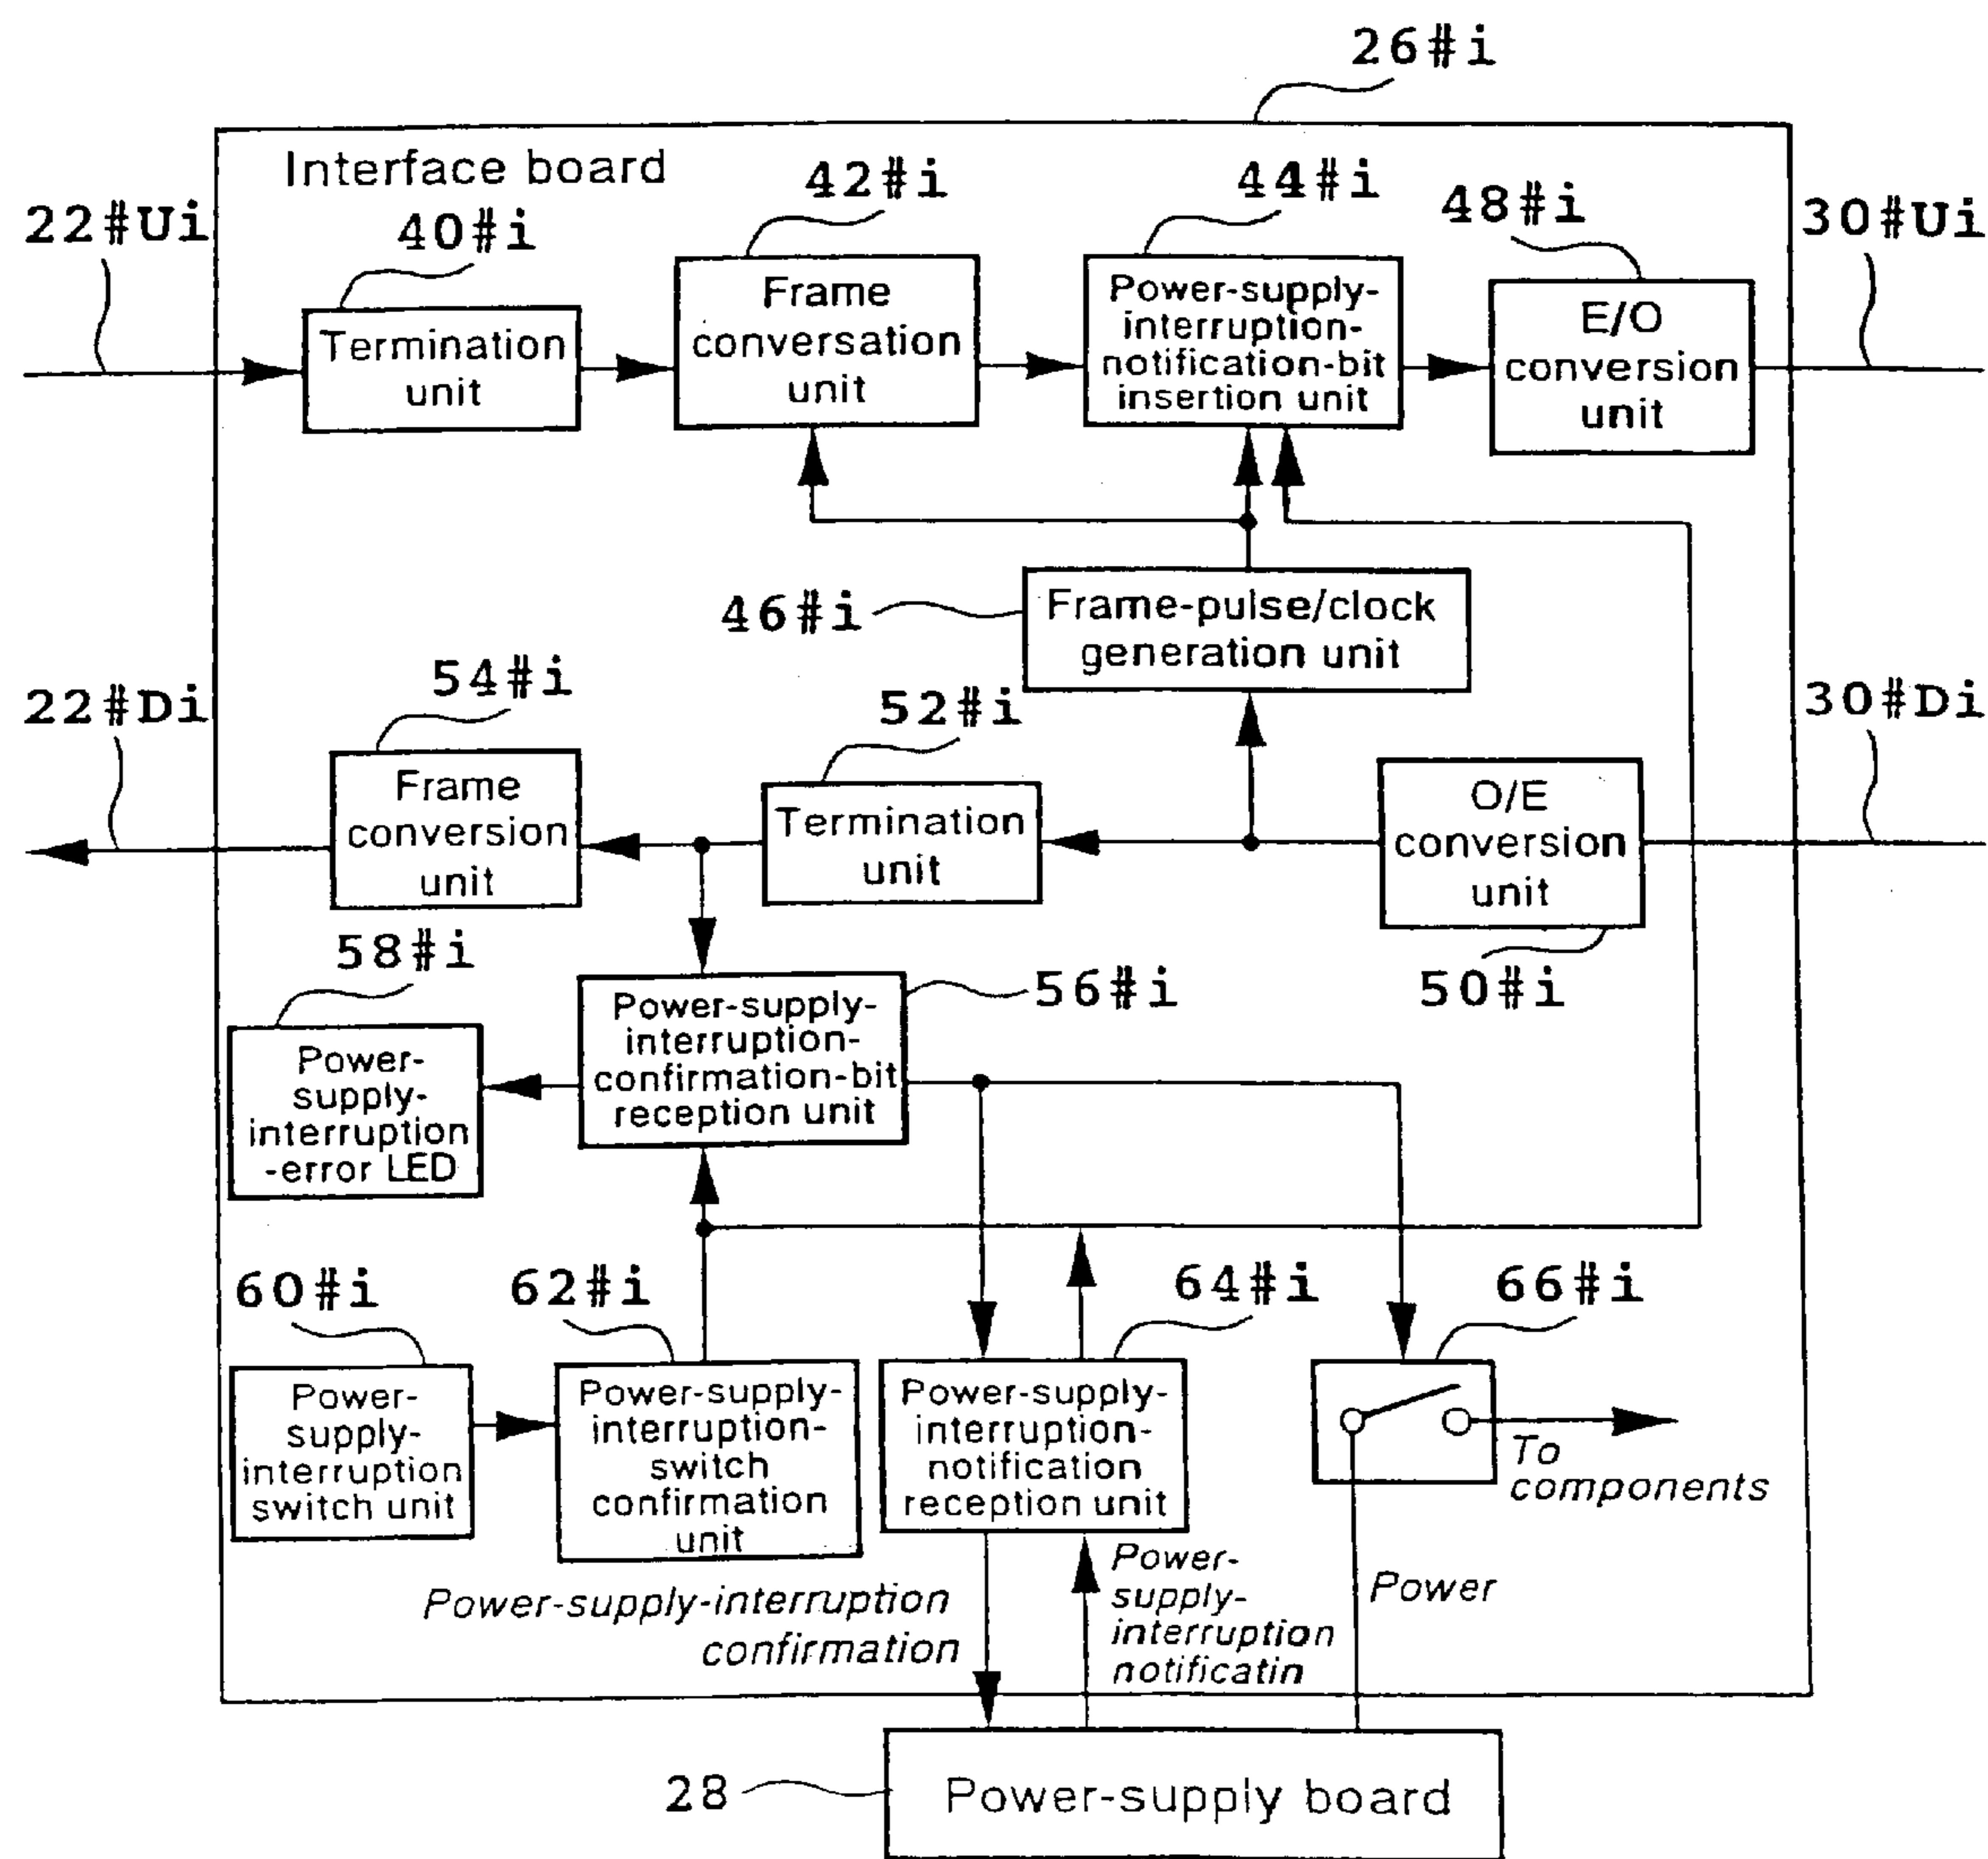 26#i
Interface board
22#Ui
40#i
42#i
44#i
48#i
30#Ui
Termination
unit
Frame
conversation
unit
Power-supply-
interruption-
notification-bit
insertion unit
E/O
conversion
unit
46#i
Frame-pulse/clock
generation unit
22#Di
54#i
52#i
30#Di
Frame
conversion
unit
Termination
unit
O/E
conversion
unit
58#i
56#i
50#i
Power-
supply-
interruption
-error LED
Power-supply-
interruption-
confirmation-bit
reception unit
60#i
62#i
64#i
66#i
Power-
supply-
interruption
switch unit
Power-supply-
interruption-
switch
confirmation
unit
Power-supply-
interruption-
notification
reception unit
To
components
Power-supply-interruption
confirmation
Power-
supply-
interruption
notificatin
Power
28
Power-supply board